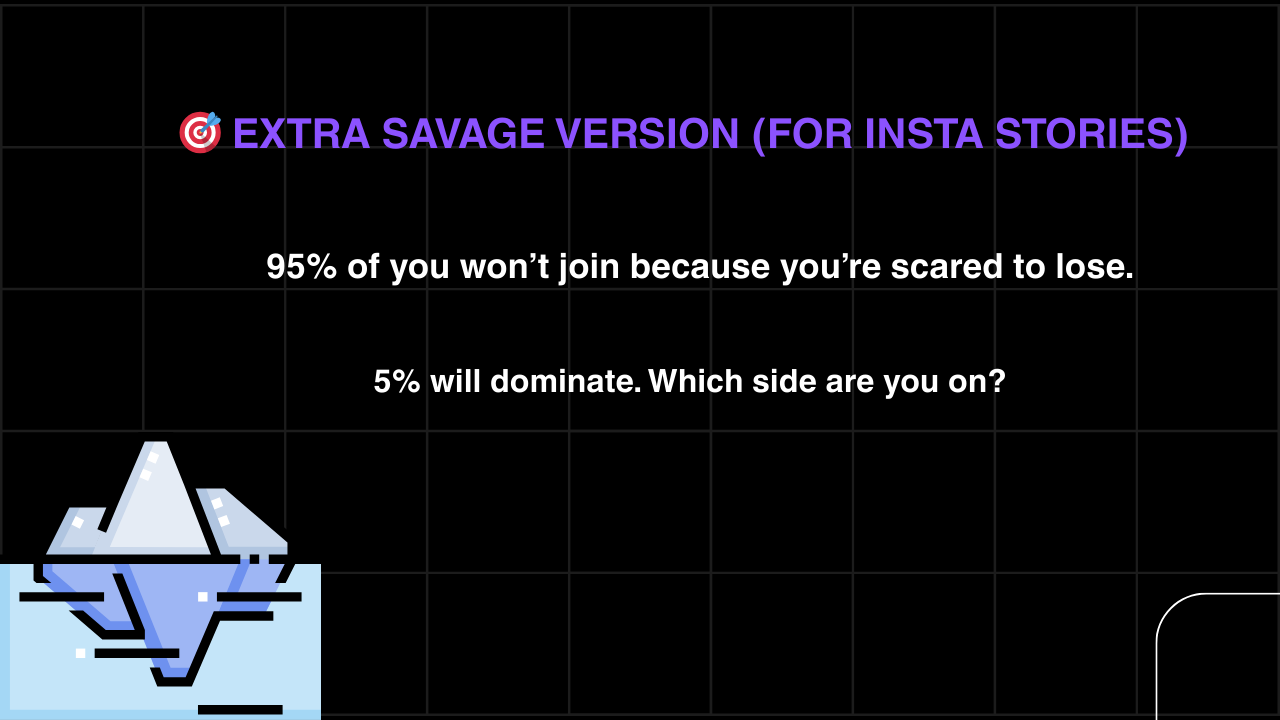 🎯 EXTRA SAVAGE VERSION (FOR INSTA STORIES)
95% of you won’t join because you’re scared to lose.
5% will dominate. Which side are you on?